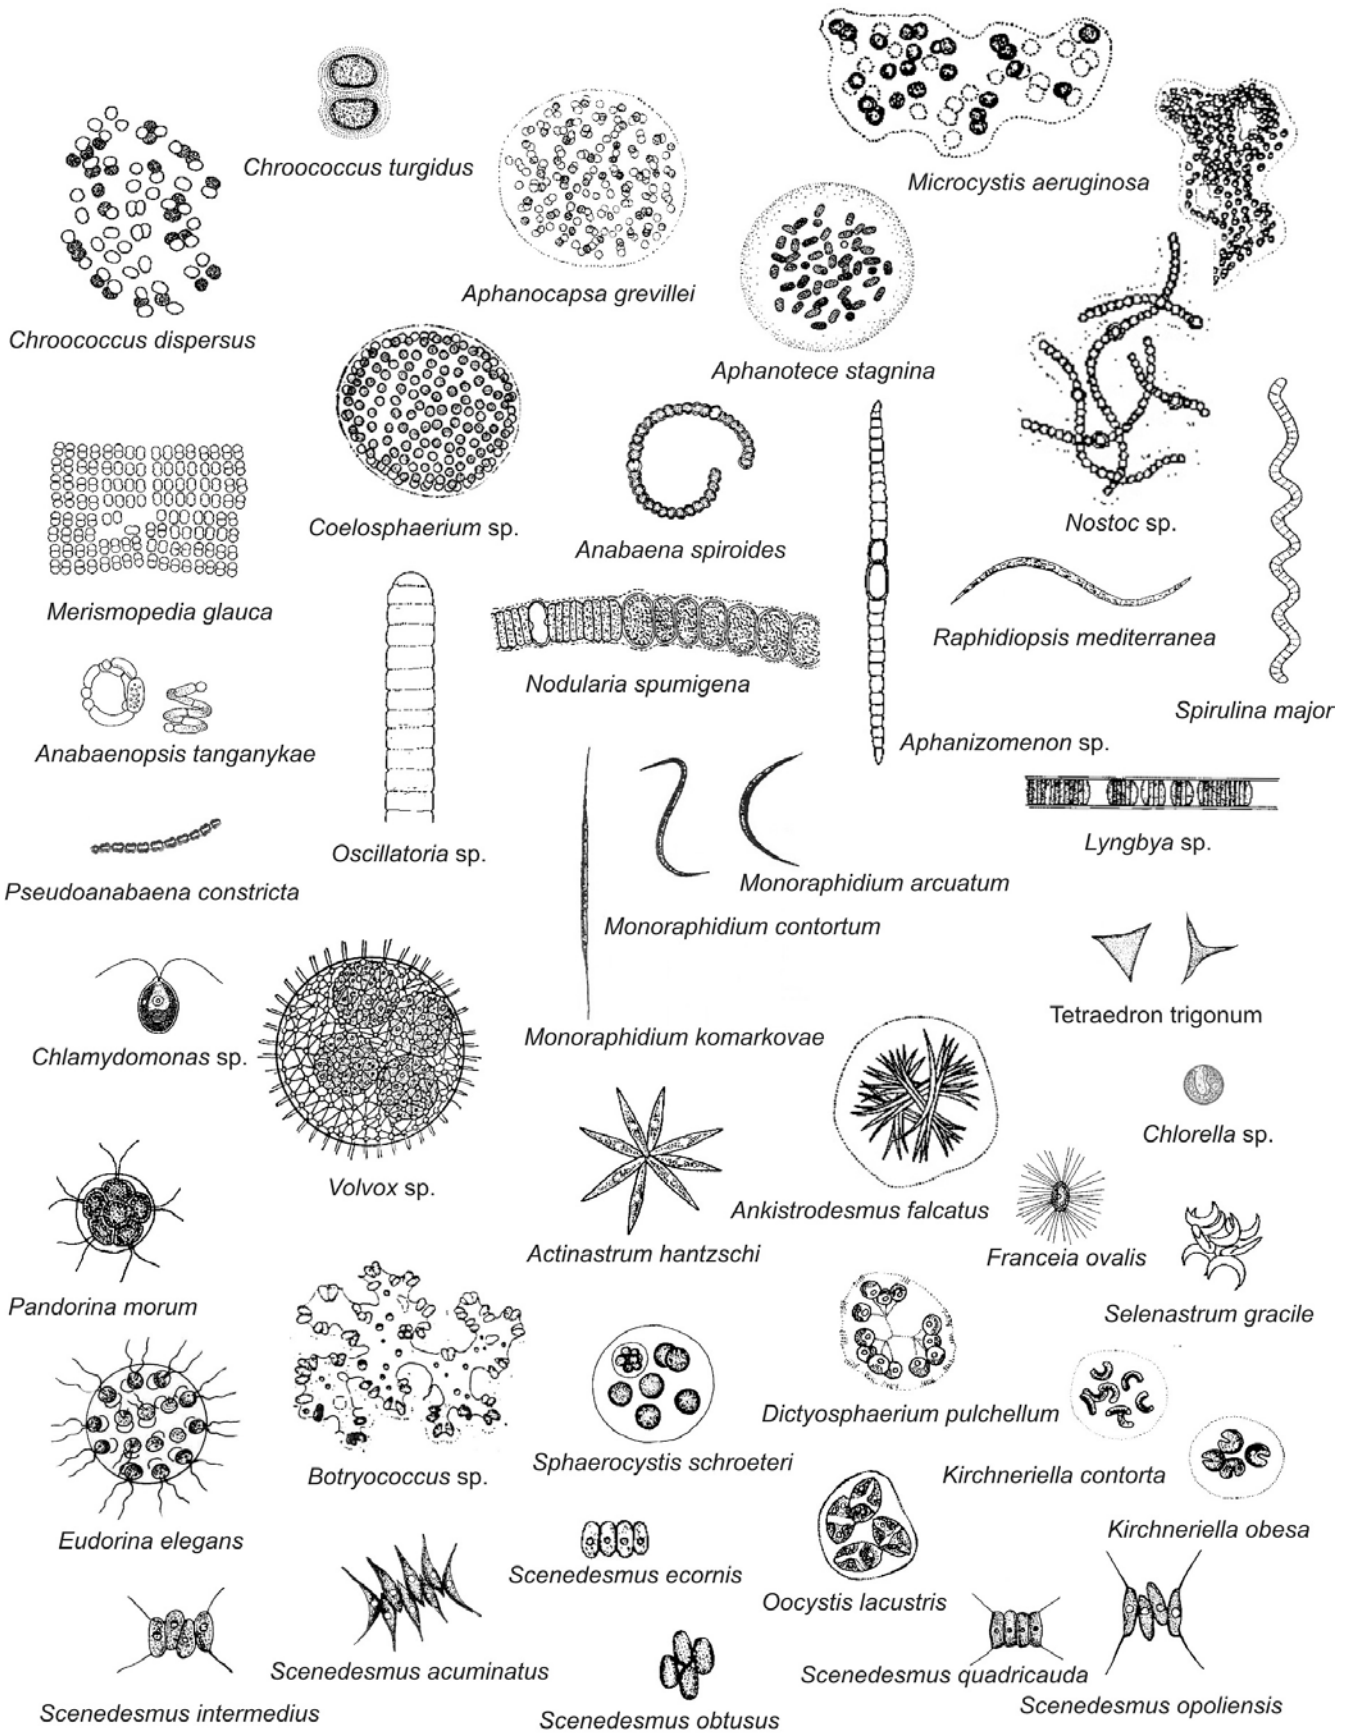 Chroococcus turgidus
Microcystis aeruginosa
Aphanocapsa grevillei
Chroococcus dispersus
Aphanotece stagnina
Coelosphaerium sp.
Anabaena spiroides
Nostoc sp.
Merismopedia glauca
Raphidiopsis mediterranea
Nodularia spumigena
Spirulina major
Anabaenopsis tanganykae
Aphanizomenon sp.
Oscillatoria sp.
Lyngbya sp.
Pseudoanabaena constricta
Monoraphidium arcuatum
Monoraphidium contortum
Tetraedron trigonum
Chlamydomonas sp.
Monoraphidium komarkovae
Chlorella sp.
Volvox sp.
Ankistrodesmus falcatus
Actinastrum hantzschi
Franceia ovalis
Pandorina morum
Selenastrum gracile
Dictyosphaerium pulchellum
Botryococcus sp.
Sphaerocystis schroeteri
Kirchneriella contorta
Eudorina elegans
Kirchneriella obesa
Scenedesmus ecornis
Oocystis lacustris
Scenedesmus acuminatus
Scenedesmus quadricauda
Scenedesmus intermedius
Scenedesmus obtusus
Scenedesmus opoliensis